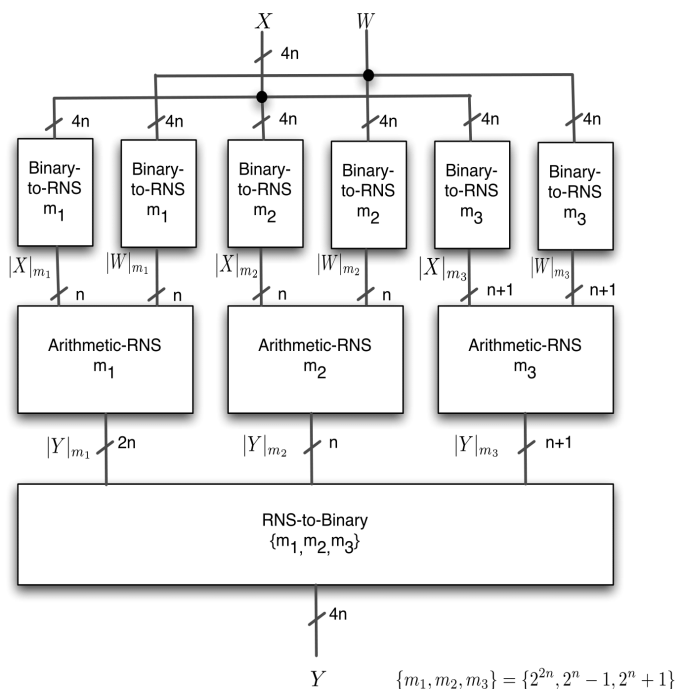 X W
4n
4n 4n 4n 4n 4n 4n
Binary-to-RNS m₁
Binary-to-RNS m₁
Binary-to-RNS m₂
Binary-to-RNS m₂
Binary-to-RNS m₃
Binary-to-RNS m₃
|X|m₁ |W|m₁ |X|m₂ |W|m₂ |X|m₃ |W|m₃
n n n n n+1 n+1
Arithmetic-RNS m₁
Arithmetic-RNS m₂
Arithmetic-RNS m₃
|Y|m₁ 2n |Y|m₂ n |Y|m₃ n+1
RNS-to-Binary
{m₁,m₂,m₃}
4n
Y {m₁, m₂, m₃} = {2²ⁿ, 2ⁿ − 1, 2ⁿ + 1}